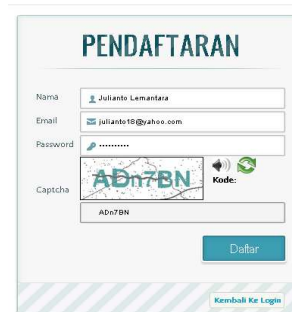 PENDAFTARAN
Nama
Julianto Lemantara
Email
julianto18@yahoo.com
Password
••••••••••
ADn7BN
Kode:
Captcha
ADn7BN
Daftar
Kembali Ke Login